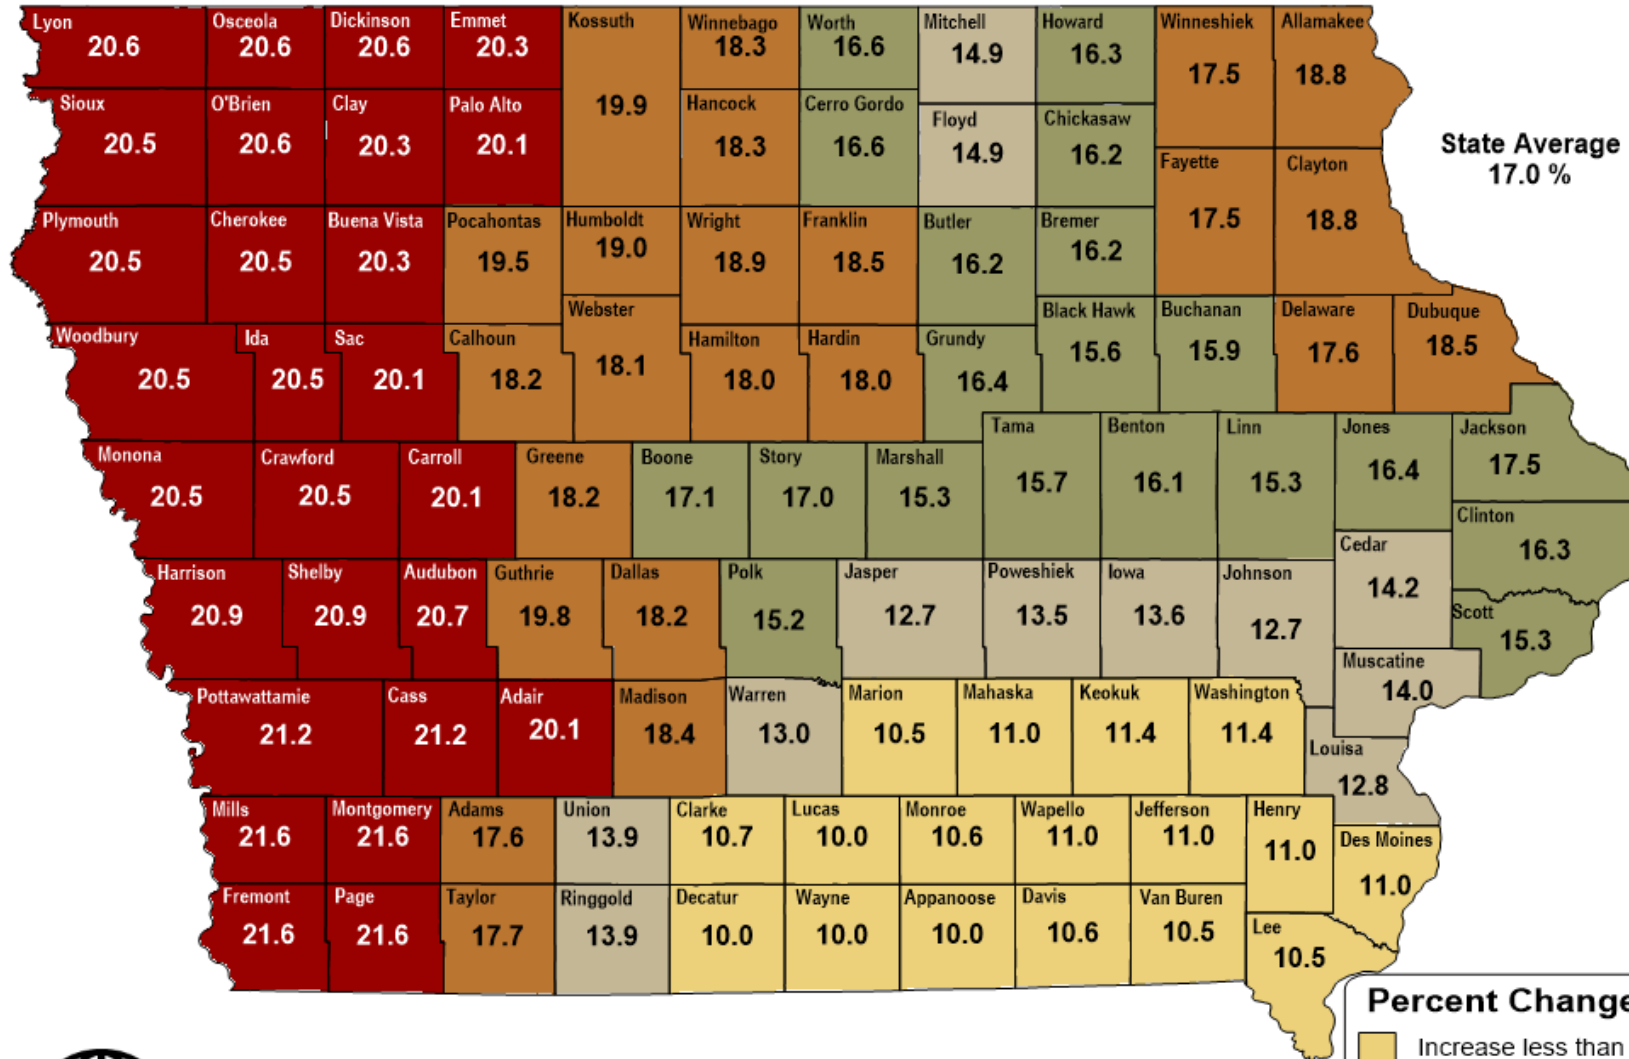 Lyon
20.6
Osceola
20.6
Dickinson
20.6
Emmet
20.3
Kossuth
19.9
Winnebago
18.3
Worth
16.6
Mitchell
14.9
Howard
16.3
Winneshiek
17.5
Allamakee
18.8
State Average
17.0 %
Sioux
20.5
O'Brien
20.6
Clay
20.3
Palo Alto
20.1
Hancock
18.3
Cerro Gordo
16.6
Floyd
14.9
Chickasaw
16.2
Fayette
17.5
Clayton
18.8
Plymouth
20.5
Cherokee
20.5
Buena Vista
20.3
Pocahontas
19.5
Humboldt
19.0
Wright
18.9
Franklin
18.5
Butler
16.2
Bremer
16.2
Woodbury
20.5
Ida
20.5
Sac
20.1
Calhoun
18.2
Webster
18.1
Hamilton
18.0
Hardin
18.0
Grundy
16.4
Black Hawk
15.6
Buchanan
15.9
Delaware
17.6
Dubuque
18.5
Monona
20.5
Crawford
20.5
Carroll
20.1
Greene
18.2
Boone
17.1
Story
17.0
Marshall
15.3
Tama
15.7
Benton
16.1
Linn
15.3
Jones
16.4
Jackson
17.5
Clinton
16.3
Harrison
20.9
Shelby
20.9
Audubon
20.7
Guthrie
19.8
Dallas
18.2
Polk
15.2
Jasper
12.7
Poweshiek
13.5
Iowa
13.6
Johnson
12.7
Cedar
14.2
Scott
15.3
Muscatine
14.0
Pottawattamie
21.2
Cass
21.2
Adair
20.1
Madison
18.4
Warren
13.0
Marion
10.5
Mahaska
11.0
Keokuk
11.4
Washington
11.4
Louisa
12.8
Mills
21.6
Montgomery
21.6
Adams
17.6
Union
13.9
Clarke
10.7
Lucas
10.0
Monroe
10.6
Wapello
11.0
Jefferson
11.0
Henry
11.0
Des Moines
11.0
Fremont
21.6
Page
21.6
Taylor
17.7
Ringgold
13.9
Decatur
10.0
Wayne
10.0
Appanoose
10.0
Davis
10.6
Van Buren
10.5
Lee
10.5
Percent Change
Increase less than